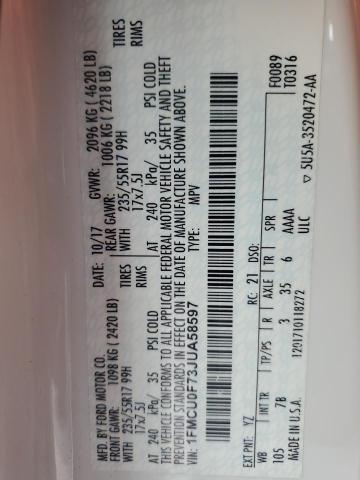 MFD. BY FORD MOTOR CO.
DATE: 10/17 GVWR: 2096 KG ( 4620 LB)
FRONT GAWR: 1098 KG ( 2420 LB) REAR GAWR: 1006 KG ( 2218 LB)
WITH TIRES WITH TIRES
235/55R17 99H RIMS 235/55R17 99H RIMS
17x7.5J 17x7.5J
AT 240 kPa/ 35 PSI COLD AT 240 kPa/ 35 PSI COLD
THIS VEHICLE CONFORMS TO ALL APPLICABLE FEDERAL MOTOR VEHICLE SAFETY AND THEFT
PREVENTION STANDARDS IN EFFECT ON THE DATE OF MANUFACTURE SHOWN ABOVE.
VIN: 1FMCU0F73JUA58597 TYPE: MPV
F0089
T0316
EXT PNT: YZ RC: 21 DSO:
WB INT TR TP/PS R AXLE TR SPR
105 7B 3 35 6 AAAA
ULC
MADE IN U.S.A. 1201710118272
▽ 5U5A-3520472-AA